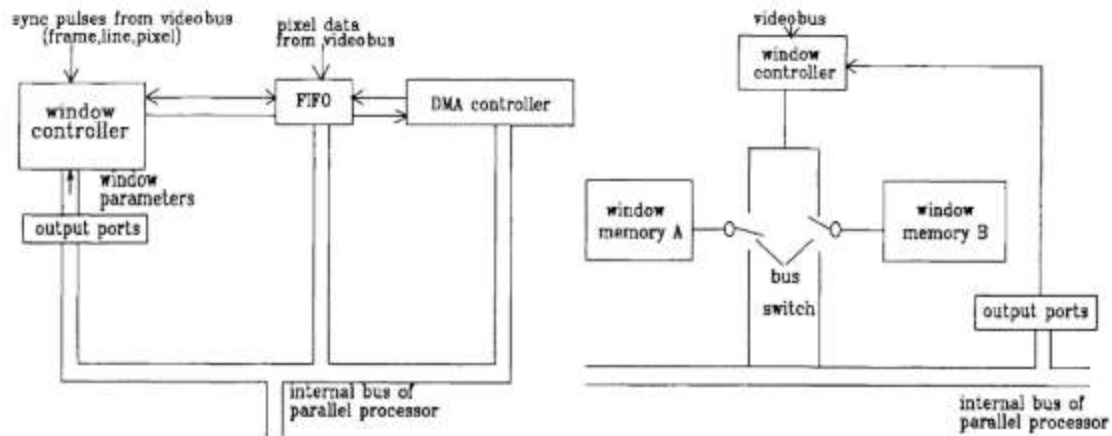 sync pulses from videobus
(frame,line,pixel)
pixel data
from videobus
window
controller
FIFO
DMA controller
window
parameters
output ports
internal bus of
parallel processor
videobus
window
controller
window
memory A
window
memory B
bus
switch
output ports
internal bus of
parallel processor